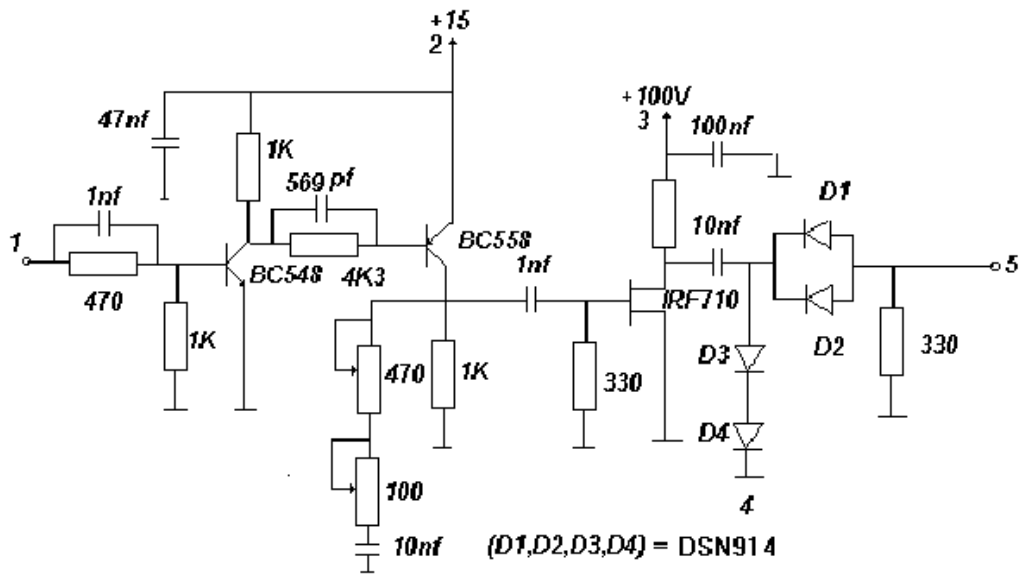 +15
2
+100V
3
100nf
47nf
1K
569 pf
D1
1nf
10nf
1
BC558
1nf
5
470
BC548
4K3
IRF710
1K
470
1K
330
D3
D2
330
D4
100
4
10nf
(D1,D2,D3,D4) = DSN914